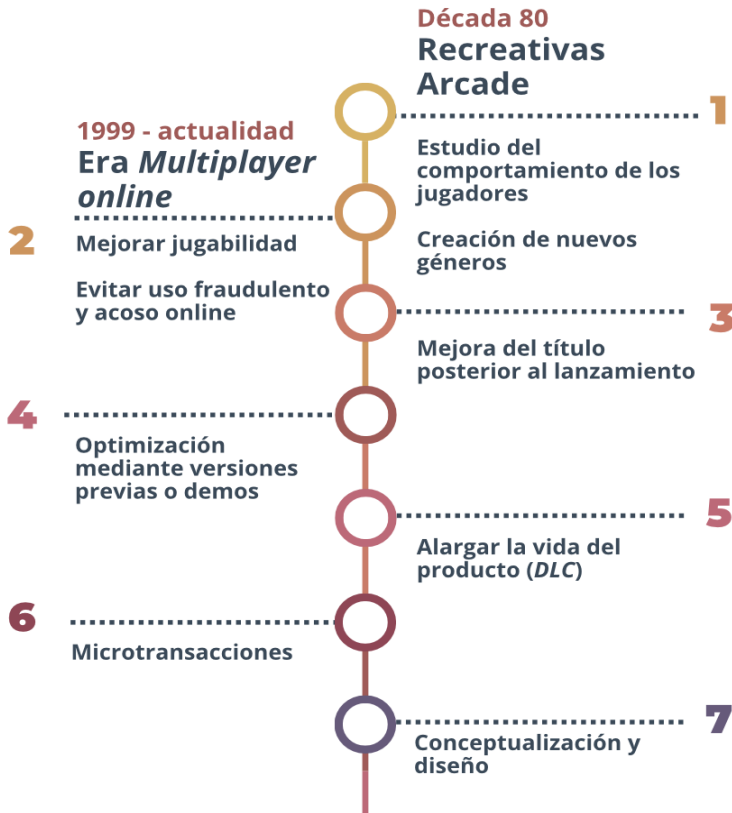 Década 80
Recreativas
Arcade
1
Estudio del
comportamiento de los
jugadores
Creación de nuevos
géneros
1999 - actualidad
Era Multiplayer
online
2
Mejorar jugabilidad
Evitar uso fraudulento
y acoso online
3
Mejora del título
posterior al lanzamiento
4
Optimización
mediante versiones
previas o demos
5
Alargar la vida del
producto (DLC)
6
Microtransacciones
7
Conceptualización y
diseño